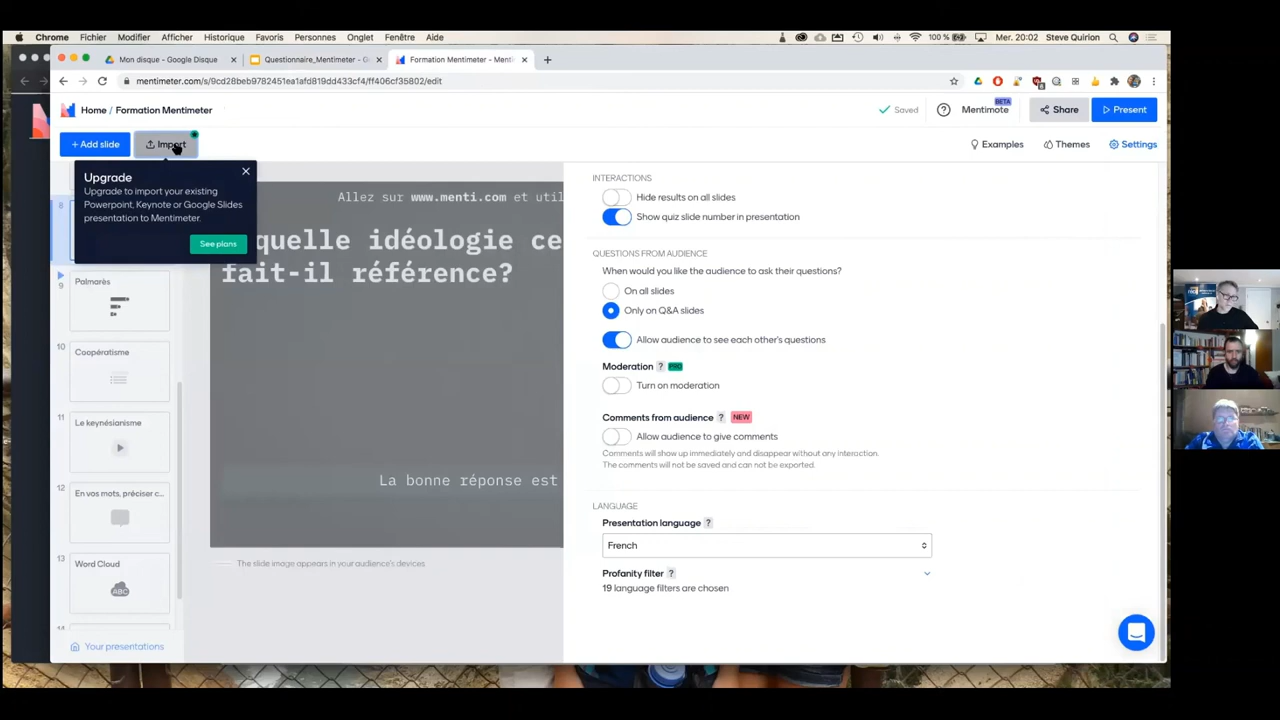 Chrome Fichier Modifier Afficher Historique Favoris Personnes Onglet Fenêtre Aide
100 % Mer. 20:02 Steve Quirion
Mon disque – Google Disque
Questionnaire_Mentimeter - G
Formation Mentimeter - Menti
mentimeter.com/s/9cd28beb9782451ea1afd819dd433cf4/ff406cf35802/edit
Home / Formation Mentimeter
Saved
Mentimote
BETA
Share
Present
+ Add slide
Import
Examples
Themes
Settings
Upgrade
Upgrade to import your existing
Powerpoint, Keynote or Google Slides
presentation to Mentimeter.
See plans
8
9
Palmarès
10
Coopératisme
11
Le keynésianisme
12
En vos mots, préciser c...
13
Word Cloud
ABC
14
Your presentations
Allez sur www.menti.com et util
quelle idéologie ce
fait-il référence?
La bonne réponse est
The slide image appears in your audience's devices.
INTERACTIONS
Hide results on all slides
Show quiz slide number in presentation
QUESTIONS FROM AUDIENCE
When would you like the audience to ask their questions?
On all slides
Only on Q&A slides
Allow audience to see each other's questions
Moderation ? PRO
Turn on moderation
Comments from audience ? NEW
Allow audience to give comments
Comments will show up immediately and disappear without any interaction.
The comments will not be saved and can not be exported.
LANGUAGE
Presentation language ?
French
Profanity filter ?
19 language filters are chosen